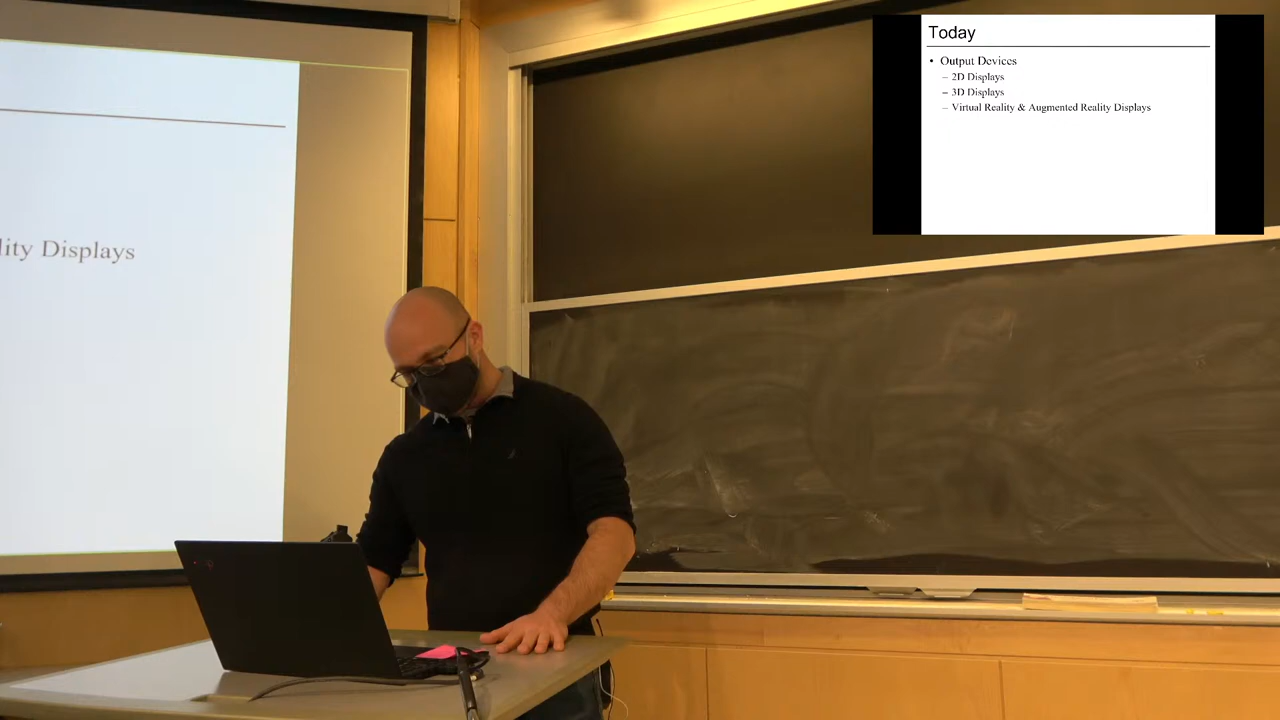 lity Displays
Today
• Output Devices
– 2D Displays
– 3D Displays
– Virtual Reality & Augmented Reality Displays